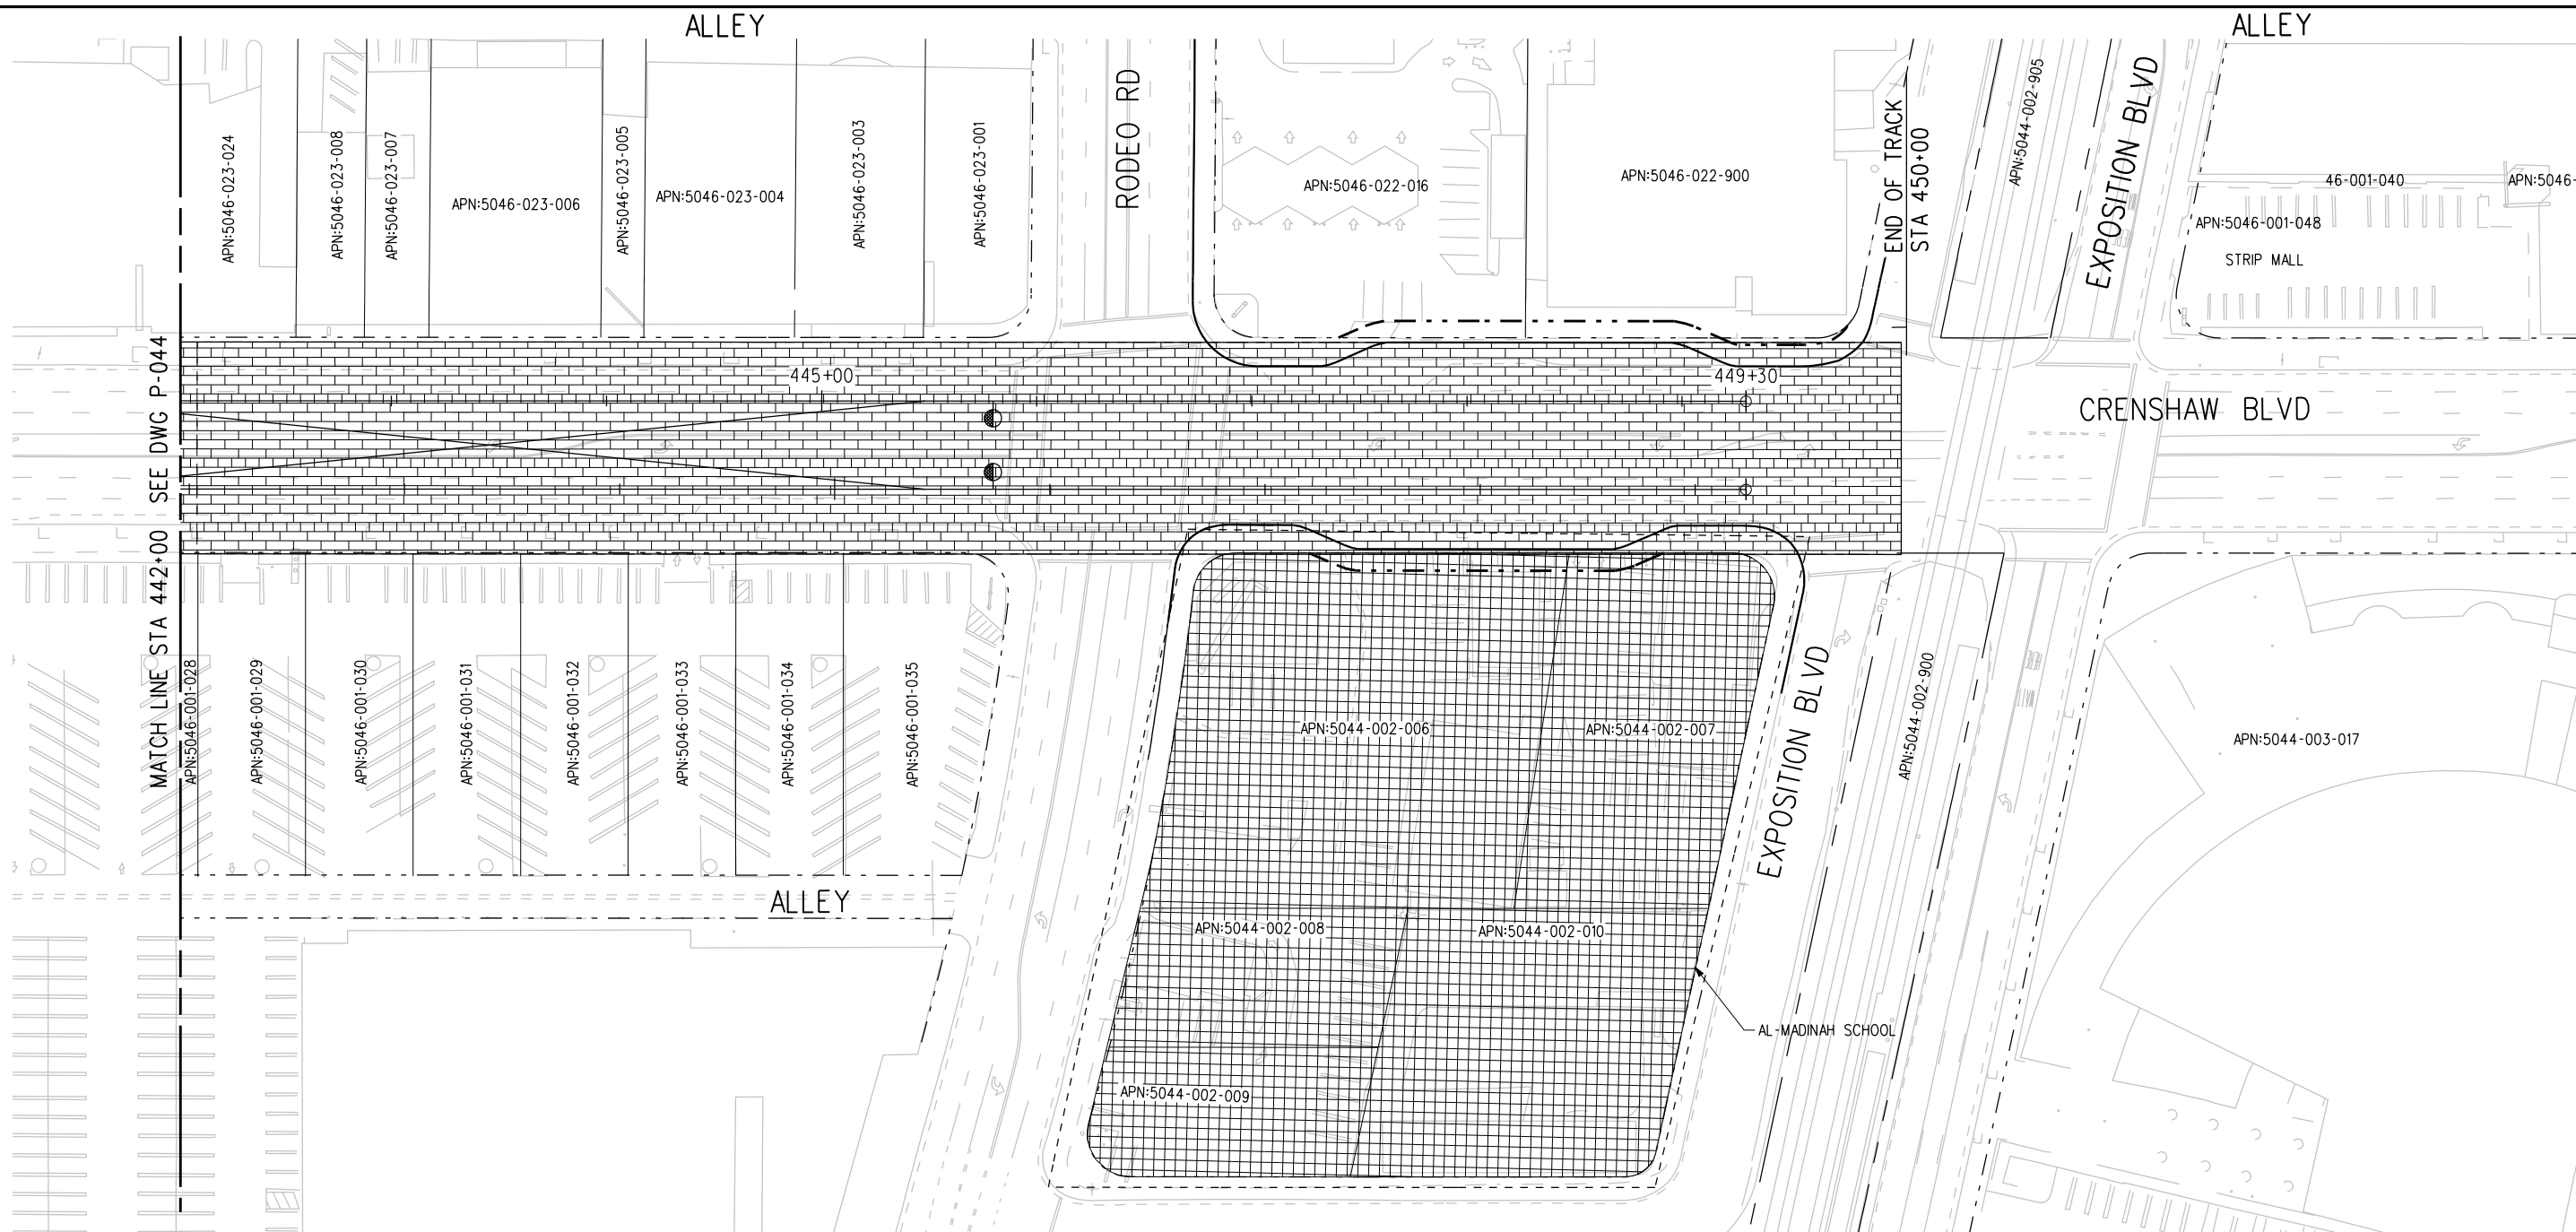 ALLEY
ALLEY
APN:5046-023-024
APN:5046-023-008
APN:5046-023-007
APN:5046-023-006
APN:5046-023-005
APN:5046-023-004
APN:5046-023-003
APN:5046-023-001
RODEO RD
APN:5046-022-016
APN:5046-022-900
END OF TRACK
STA 450+00
APN:5044-002-905
EXPOSITION BLVD
46-001-040
APN:5046-
APN:5046-001-048
STRIP MALL
445+00
449+30
CRENSHAW BLVD
MATCH LINE STA 442+00 SEE DWG P-044
APN:5046-001-028
APN:5046-001-029
APN:5046-001-030
APN:5046-001-031
APN:5046-001-032
APN:5046-001-033
APN:5046-001-034
APN:5046-001-035
APN:5044-002-006
APN:5044-002-007
EXPOSITION BLVD
APN:5044-002-900
APN:5044-003-017
ALLEY
APN:5044-002-008
APN:5044-002-010
AL-MADINAH SCHOOL
APN:5044-002-009